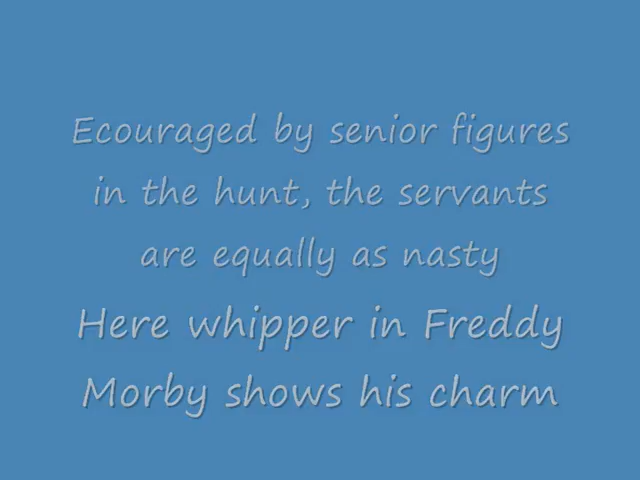 Ecouraged by senior figures
in the hunt, the servants
are equally as nasty
Here whipper in Freddy
Morby shows his charm